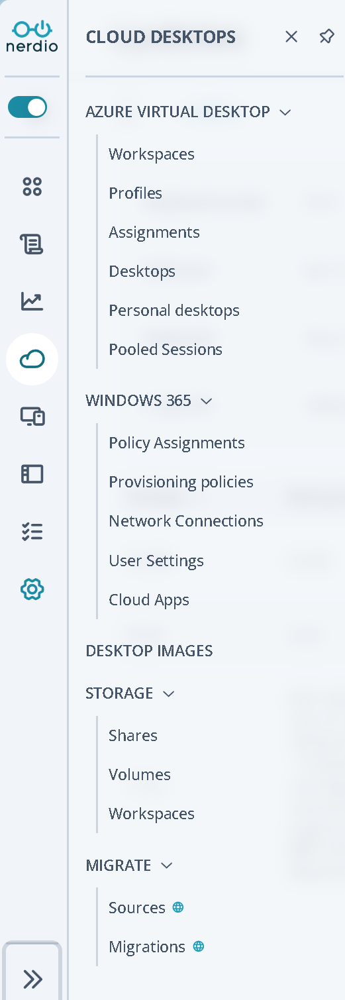 nerdio
CLOUD DESKTOPS
AZURE VIRTUAL DESKTOP
Workspaces
Profiles
Assignments
Desktops
Personal desktops
Pooled Sessions
WINDOWS 365
Policy Assignments
Provisioning policies
Network Connections
User Settings
Cloud Apps
DESKTOP IMAGES
STORAGE
Shares
Volumes
Workspaces
MIGRATE
Sources
Migrations